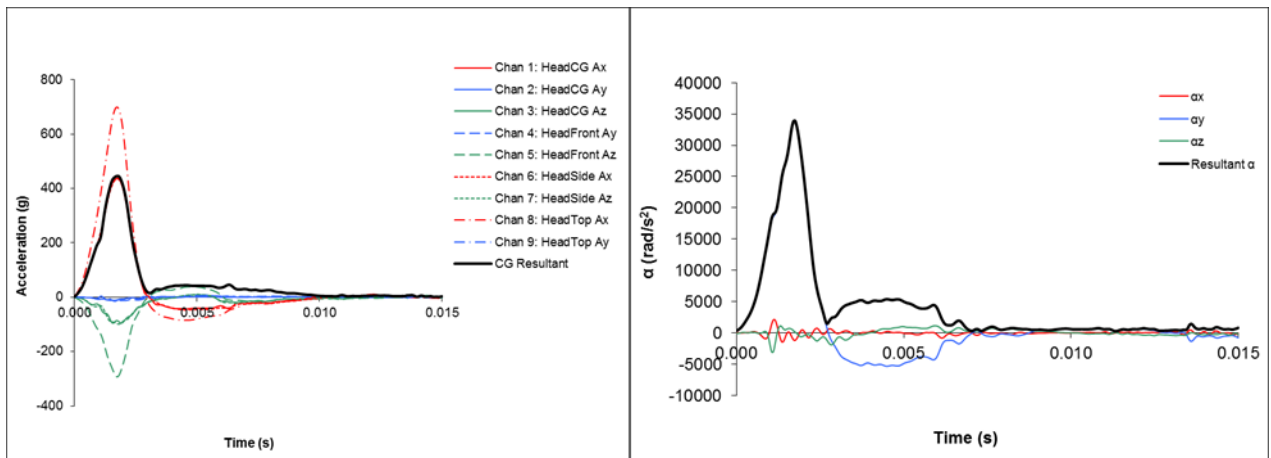 800
600
400
200
0
-200
-400
Acceleration (g)
0.000
0.005
0.010
0.015
Time (s)
Chan 1: HeadCG Ax
Chan 2: HeadCG Ay
Chan 3: HeadCG Az
Chan 4: HeadFront Ay
Chan 5: HeadFront Az
Chan 6: HeadSide Ax
Chan 7: HeadSide Az
Chan 8: HeadTop Ax
Chan 9: HeadTop Ay
CG Resultant
40000
35000
30000
25000
20000
15000
10000
5000
0
-5000
-10000
α (rad/s²)
0.000
0.005
0.010
0.015
Time (s)
αx
αy
αz
Resultant α